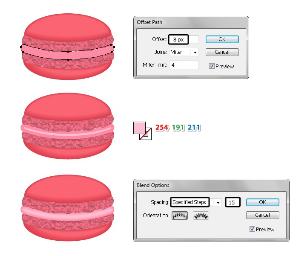 Offset Path
Offset: -8 px
OK
Joins: Miter
Cancel
Miter limit: 4
Preview
254 191 211
Blend Options
Spacing: Specified Steps 15
OK
Orientation:
Cancel
Preview